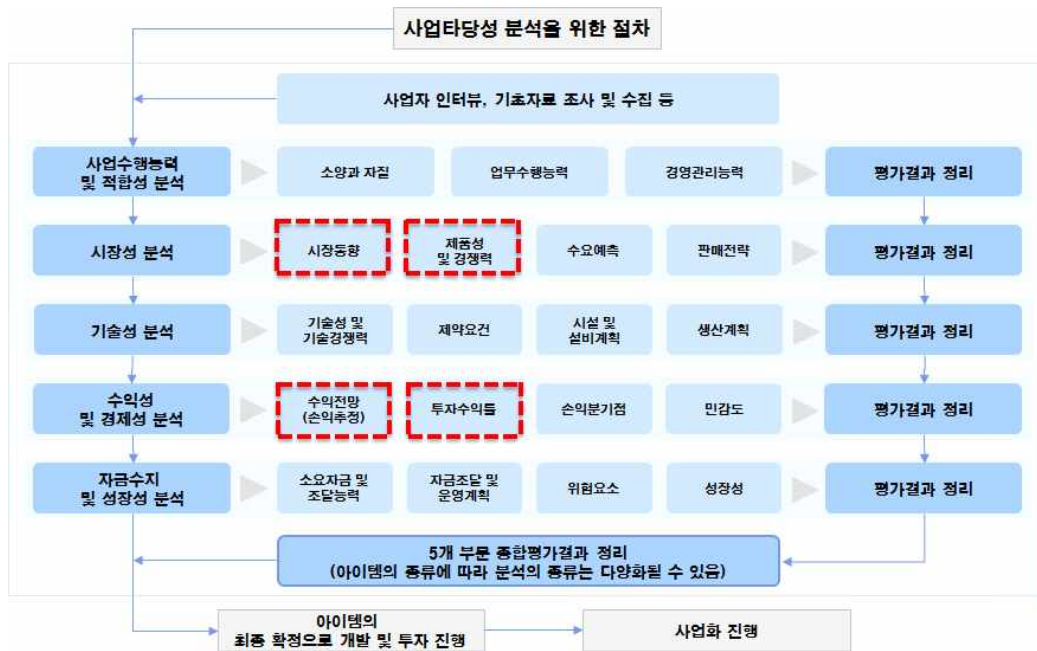 사업타당성 분석을 위한 절차
사업자 인터뷰, 기초자료 조사 및 수집 등
사업수행능력
및 적합성 분석
소양과 자질
업무수행능력
경영관리능력
평가결과 정리
시장성 분석
시장동향
제품성
및 경쟁력
수요예측
판매전략
평가결과 정리
기술성 분석
기술성 및
기술경쟁력
제약요건
시설 및
설비계획
생산계획
평가결과 정리
수익성
및 경제성 분석
수익전망
(손익추정)
투자수익률
손익분기점
민감도
평가결과 정리
자금수지
및 성장성 분석
소요자금 및
조달능력
자금조달 및
운영계획
위험요소
성장성
평가결과 정리
5개 부문 종합평가결과 정리
(아이템의 종류에 따라 분석의 종류는 다양화될 수 있음)
아이템의
최종 확정으로 개발 및 투자 진행
사업화 진행